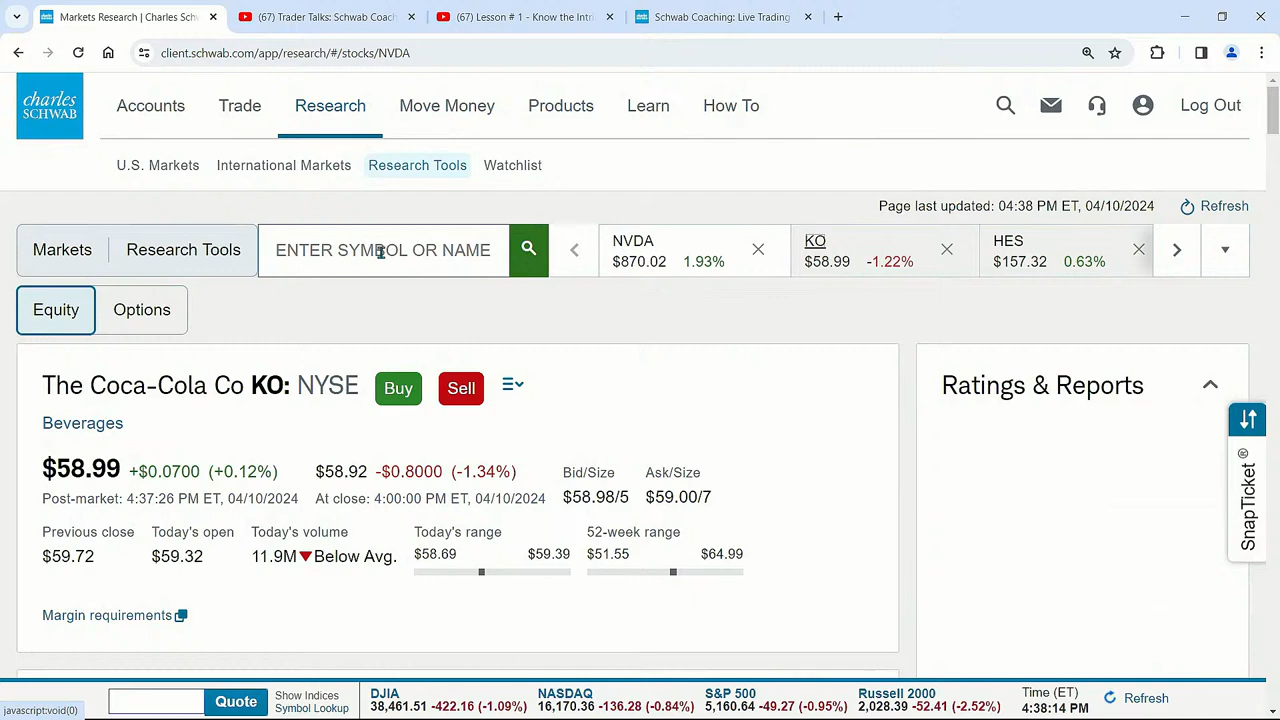 Markets Research | Charles Schw
(67) Trader Talks: Schwab Coach
(67) Lesson # 1 - Know the Intr
Schwab Coaching: Live Trading
client.schwab.com/app/research/#/stocks/NVDA
charles
SCHWAB
Accounts Trade Research Move Money Products Learn How To Log Out
U.S. Markets International Markets Research Tools Watchlist
Page last updated: 04:38 PM ET, 04/10/2024 Refresh
Markets Research Tools ENTER SYMBOL OR NAME
NVDA KO HES
$870.02 1.93% $58.99 -1.22% $157.32 0.63%
Equity Options
The Coca-Cola Co KO: NYSE Buy Sell
Ratings & Reports
Beverages
$58.99 +$0.0700 (+0.12%) $58.92 -$0.8000 (-1.34%) Bid/Size Ask/Size
Post-market: 4:37:26 PM ET, 04/10/2024 At close: 4:00:00 PM ET, 04/10/2024 $58.98/5 $59.00/7
Previous close Today's open Today's volume Today's range 52-week range
$59.72 $59.32 11.9M Below Avg. $58.69 $59.39 $51.55 $64.99
Margin requirements
SnapTicket ®
Quote
Show Indices
Symbol Lookup
DJIA NASDAQ S&P 500 Russell 2000 Time (ET)
38,461.51 -422.16 (-1.09%) 16,170.36 -136.28 (-0.84%) 5,160.64 -49.27 (-0.95%) 2,028.39 -52.41 (-2.52%) 4:38:14 PM
Refresh
javascript:void(0)